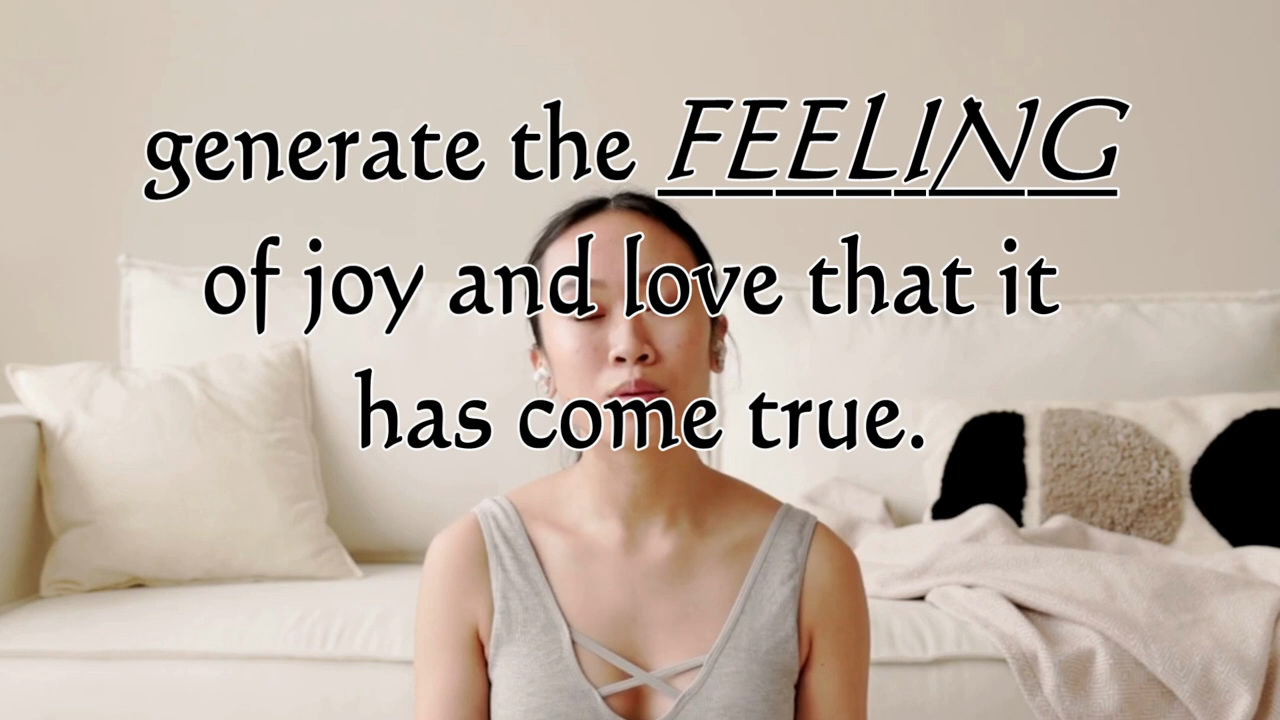 generate the FEELING
of joy and love that it
has come true.